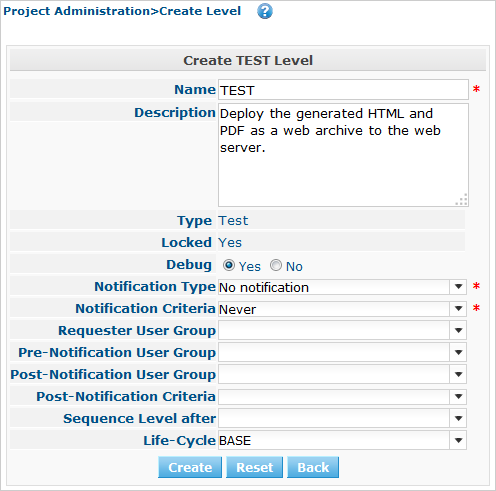 Project Administration>Create Level ?
Create TEST Level
Name TEST *
Description Deploy the generated HTML and
PDF as a web archive to the web
server.
Type Test
Locked Yes
Debug Yes No
Notification Type No notification *
Notification Criteria Never *
Requester User Group
Pre-Notification User Group
Post-Notification User Group
Post-Notification Criteria
Sequence Level after
Life-Cycle BASE
Create Reset Back